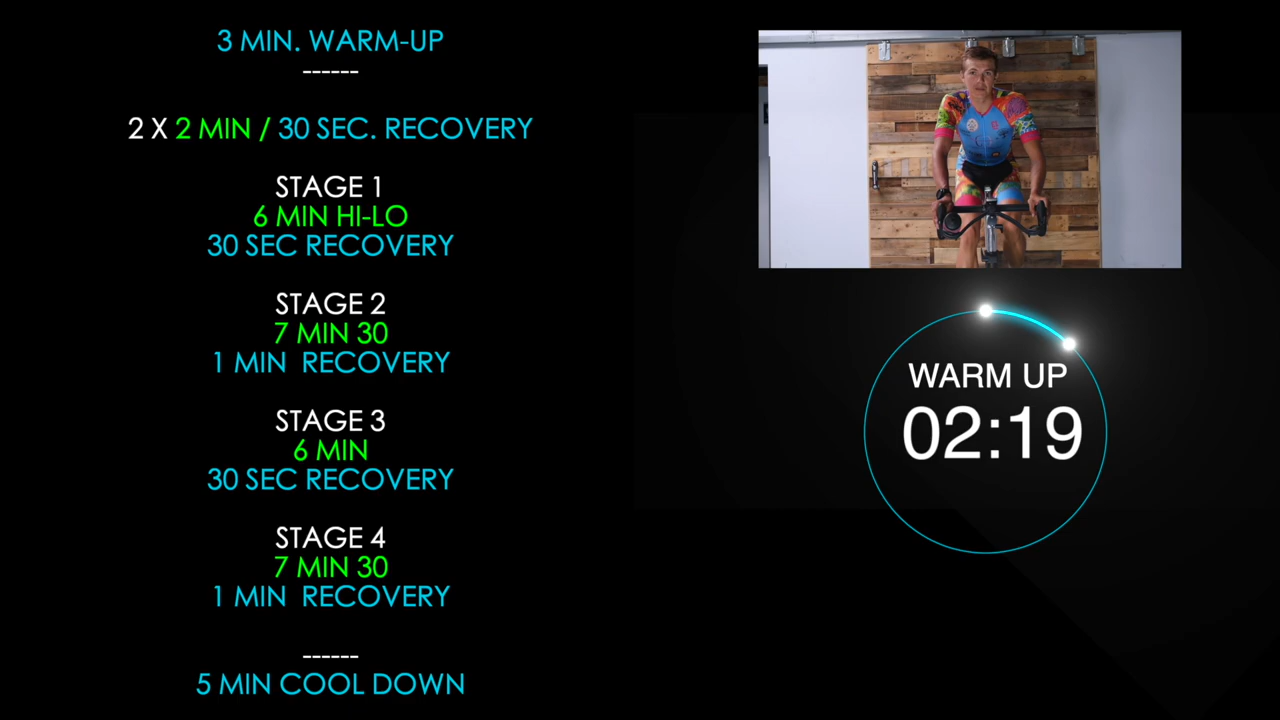 3 MIN. WARM-UP
------
2 X 2 MIN / 30 SEC. RECOVERY
STAGE 1
6 MIN HI-LO
30 SEC RECOVERY
STAGE 2
7 MIN 30
1 MIN  RECOVERY
STAGE 3
6 MIN
30 SEC RECOVERY
STAGE 4
7 MIN 30
1 MIN  RECOVERY
------
5 MIN COOL DOWN
WARM UP
02:19